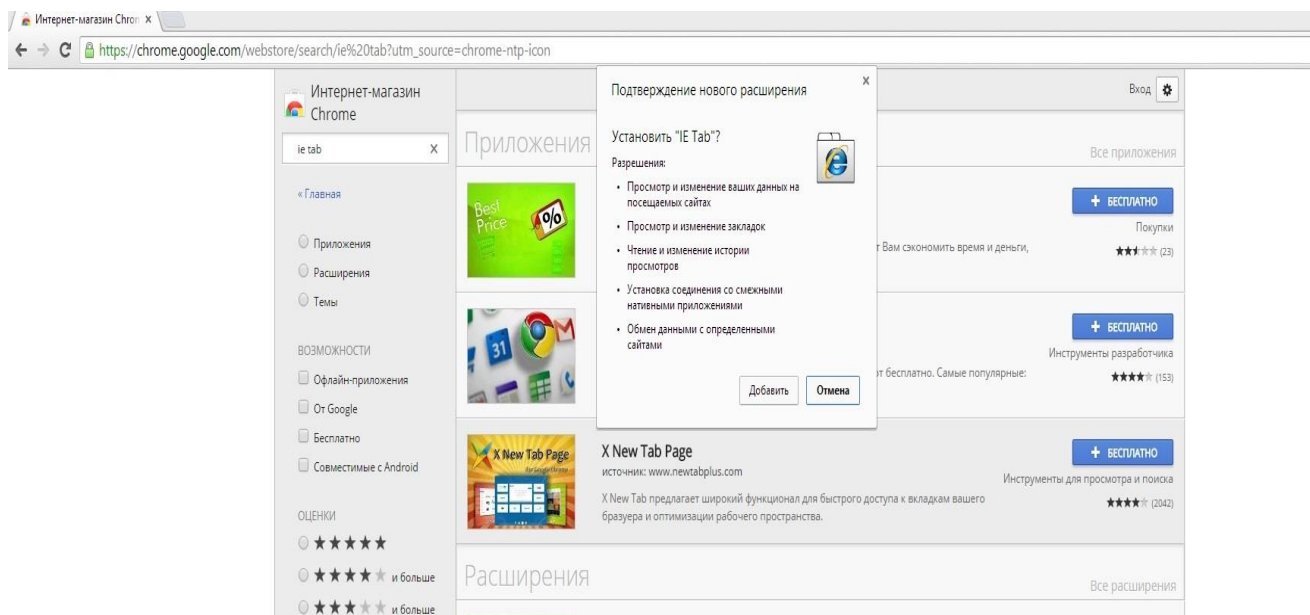 Интернет-магазин Chron
https://chrome.google.com/webstore/search/ie%20tab?utm_source=chrome-ntp-icon
Интернет-магазин
Chrome
ie tab
« Главная
Приложения
Расширения
Темы
ВОЗМОЖНОСТИ
Офлайн-приложения
От Google
Бесплатно
Совместимые с Android
ОЦЕНКИ
и больше
и больше
Вход
Приложения
Все приложения
Подтверждение нового расширения
Установить "IE Tab"?
Разрешения:
• Просмотр и изменение ваших данных на
посещаемых сайтах
• Просмотр и изменение закладок
• Чтение и изменение истории
просмотров
• Установка соединения со смежными
нативными приложениями
• Обмен данными с определенными
сайтами
Добавить
Отмена
Best
Price
%
Вам сэкономить время и деньги,
+ БЕСПЛАТНО
Покупки
(23)
31
бесплатно. Самые популярные:
+ БЕСПЛАТНО
Инструменты разработчика
(153)
X New Tab Page
for Google Chrome
X New Tab Page
источник: www.newtabplus.com
X New Tab предлагает широкий функционал для быстрого доступа к вкладкам вашего
бразуера и оптимизации рабочего пространства.
+ БЕСПЛАТНО
Инструменты для просмотра и поиска
(2042)
Расширения
Все расширения